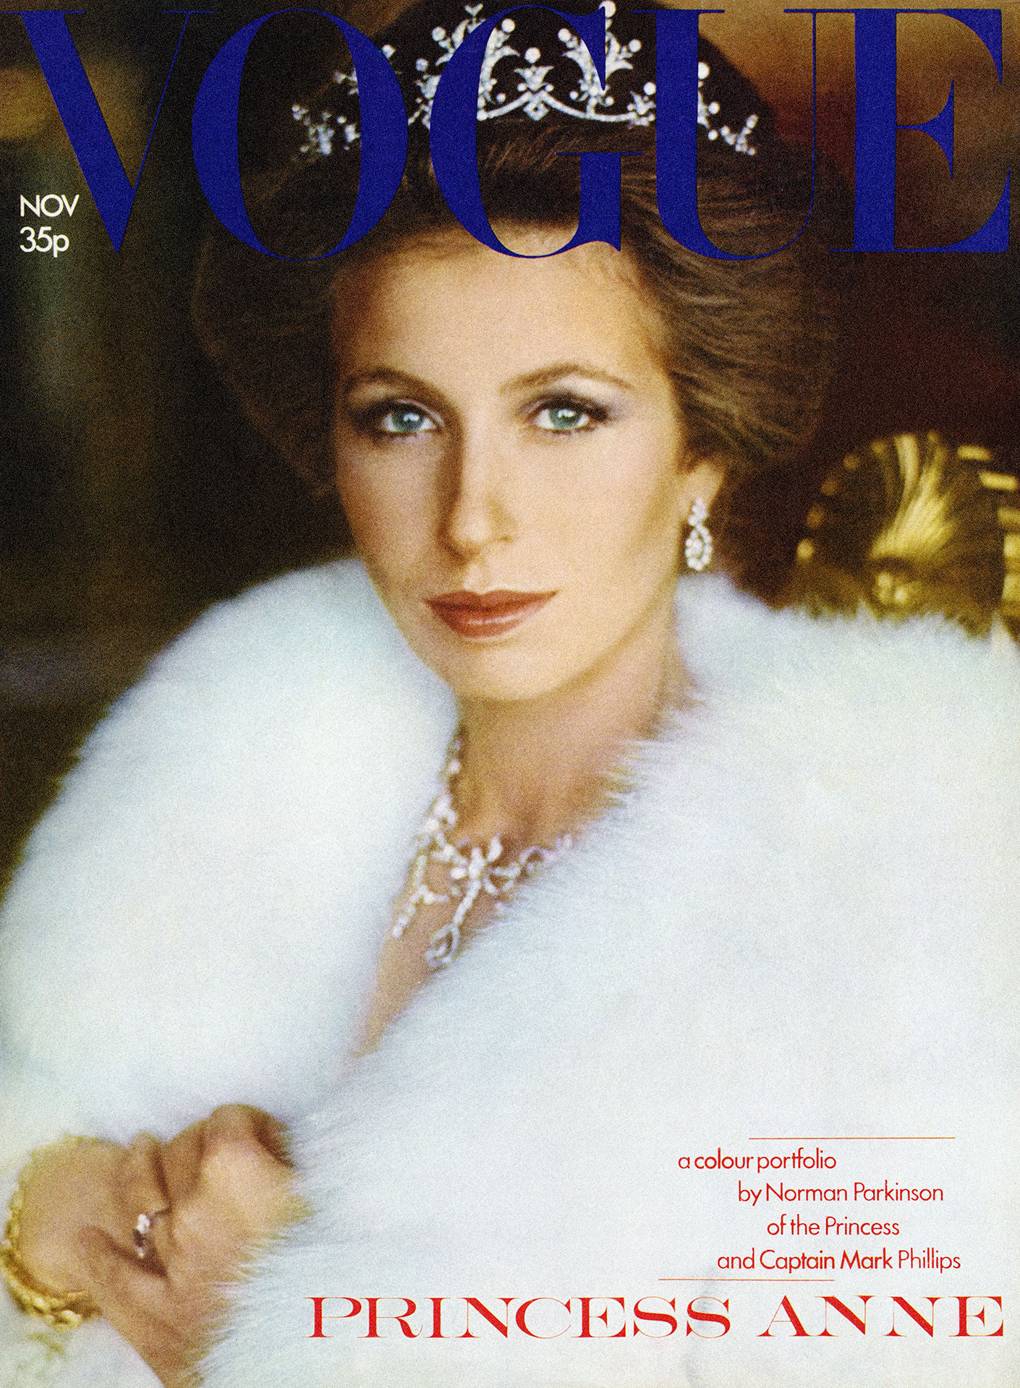 VOGUE
NOV
35p
a colour portfolio
by Norman Parkinson
of the Princess
and Captain Mark Phillips
PRINCESS ANNE